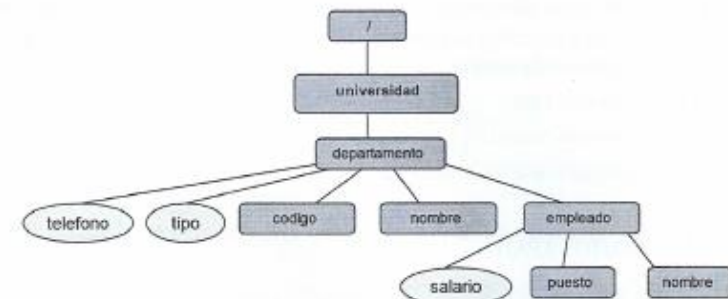 /
universidad
departamento
telefono
tipo
codigo
nombre
empleado
salario
puesto
nombre